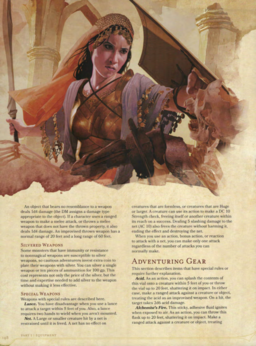 An object that bears no resemblance to a weapon
deals 1d4 damage (the DM assigns a damage type
appropriate to the object). If a character uses a ranged
weapon to make a melee attack, or throws a melee
weapon that does not have the thrown property, it also
deals 1d4 damage. An improvised thrown weapon has a
normal range of 20 feet and a long range of 60 feet.
Silvered Weapons
Some monsters that have immunity or resistance
to nonmagical weapons are susceptible to silver
weapons, so cautious adventurers invest extra coin to
plate their weapons with silver. You can silver a single
weapon or ten pieces of ammunition for 100 gp. This
cost represents not only the price of the silver, but the
time and expertise needed to add silver to the weapon
without making it less effective.
Special Weapons
Weapons with special rules are described here.
Lance. You have disadvantage when you use a lance
to attack a target within 5 feet of you. Also, a lance
requires two hands to wield when you aren't mounted.
Net. A Large or smaller creature hit by a net is
restrained until it is freed. A net has no effect on
creatures that are formless, or creatures that are Huge
or larger. A creature can use its action to make a DC 10
Strength check, freeing itself or another creature within
its reach on a success. Dealing 5 slashing damage to the
net (AC 10) also frees the creature without harming it,
ending the effect and destroying the net.
When you use an action, bonus action, or reaction
to attack with a net, you can make only one attack
regardless of the number of attacks you can
normally make.
Adventuring Gear
This section describes items that have special rules or
require further explanation.
Acid. As an action, you can splash the contents of
this vial onto a creature within 5 feet of you or throw
the vial up to 20 feet, shattering it on impact. In either
case, make a ranged attack against a creature or object,
treating the acid as an improvised weapon. On a hit, the
target takes 2d6 acid damage.
Alchemist's Fire. This sticky, adhesive fluid ignites
when exposed to air. As an action, you can throw this
flask up to 20 feet, shattering it on impact. Make a
ranged attack against a creature or object, treating